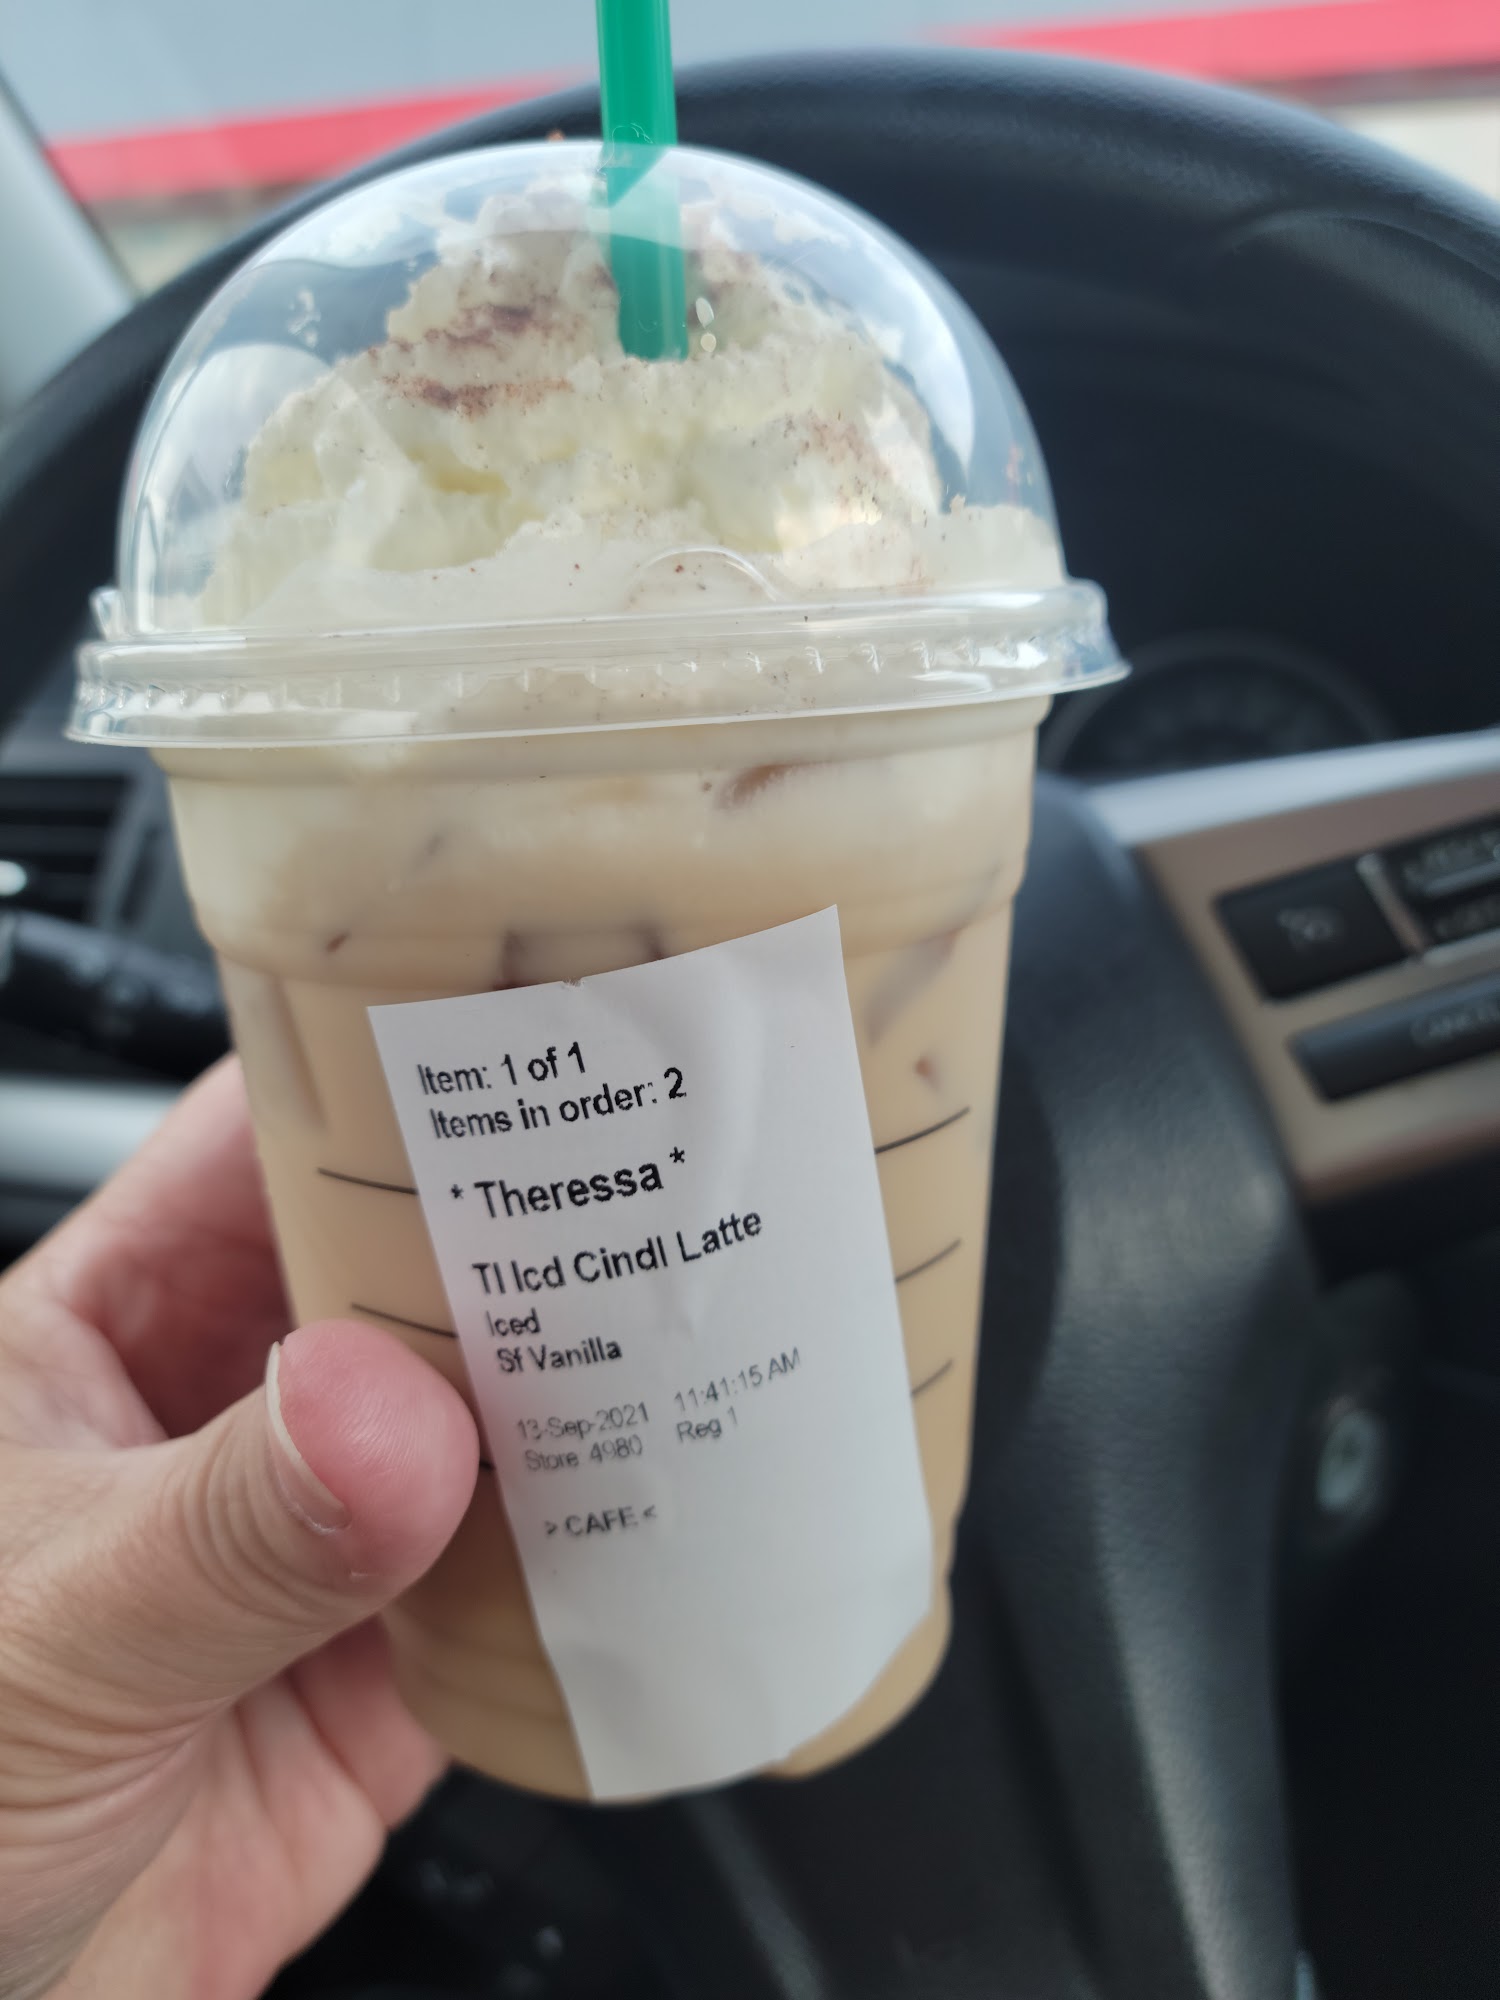 Item: 1 of 1
Items in order: 2
* Theressa *
Tl Icd Cindl Latte
Iced
Sf Vanilla
13-Sep-2021 11:41:15 AM
Store 4980 Reg 1
> CAFE <
CANCEL